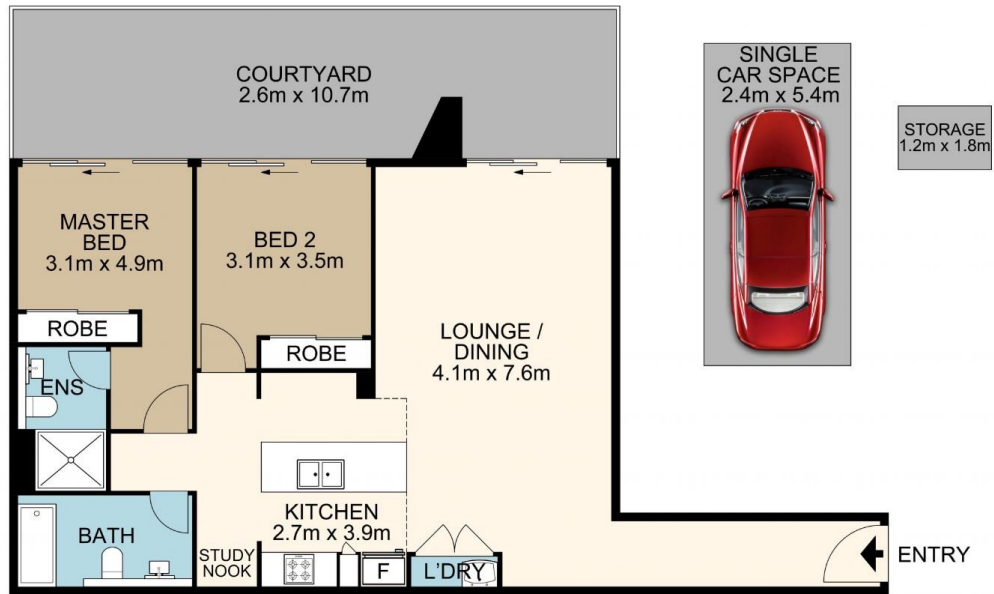 COURTYARD
2.6m x 10.7m
SINGLE
CAR SPACE
2.4m x 5.4m
STORAGE
1.2m x 1.8m
MASTER
BED
3.1m x 4.9m
BED 2
3.1m x 3.5m
ROBE
ROBE
LOUNGE /
DINING
4.1m x 7.6m
ENS
KITCHEN
2.7m x 3.9m
BATH
STUDY
NOOK
F
L'DRY
ENTRY